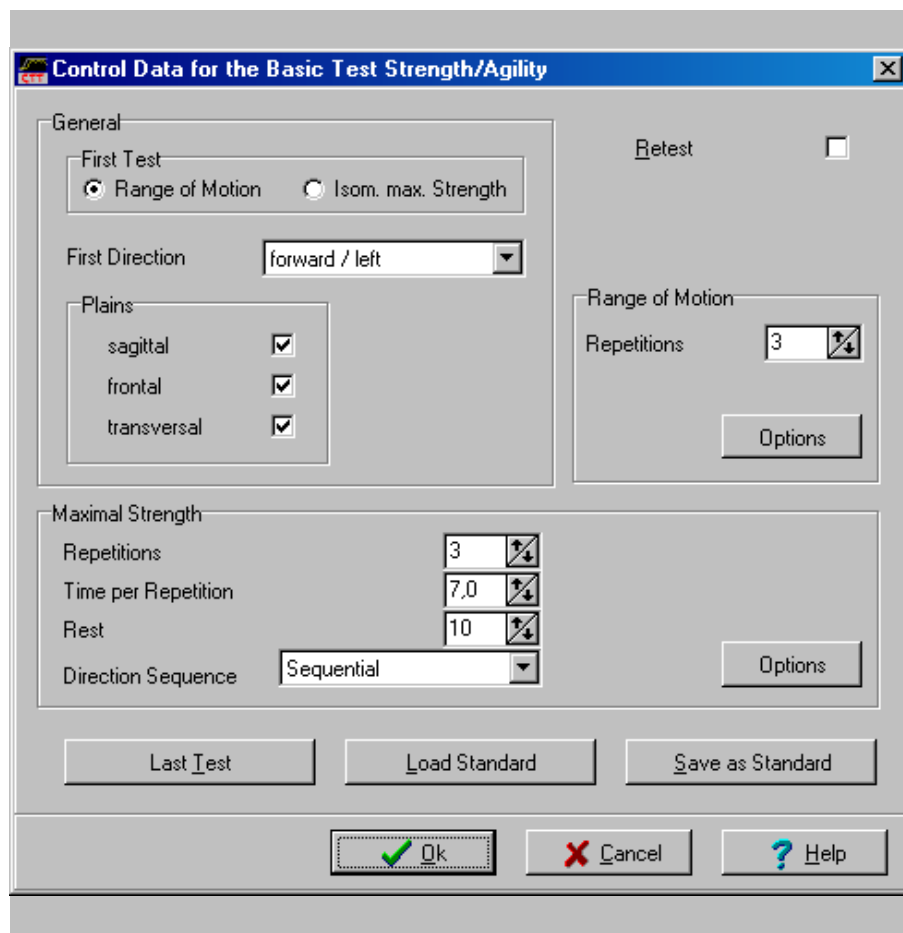 CTT Control Data for the Basic Test Strength/Agility
General
First Test
Range of Motion Isom. max. Strength
First Direction forward / left
Plains
sagittal
frontal
transversal
Retest
Range of Motion
Repetitions 3
Options
Maximal Strength
Repetitions 3
Time per Repetition 7,0
Rest 10
Direction Sequence Sequential
Options
Last Test Load Standard Save as Standard
Ok Cancel ? Help